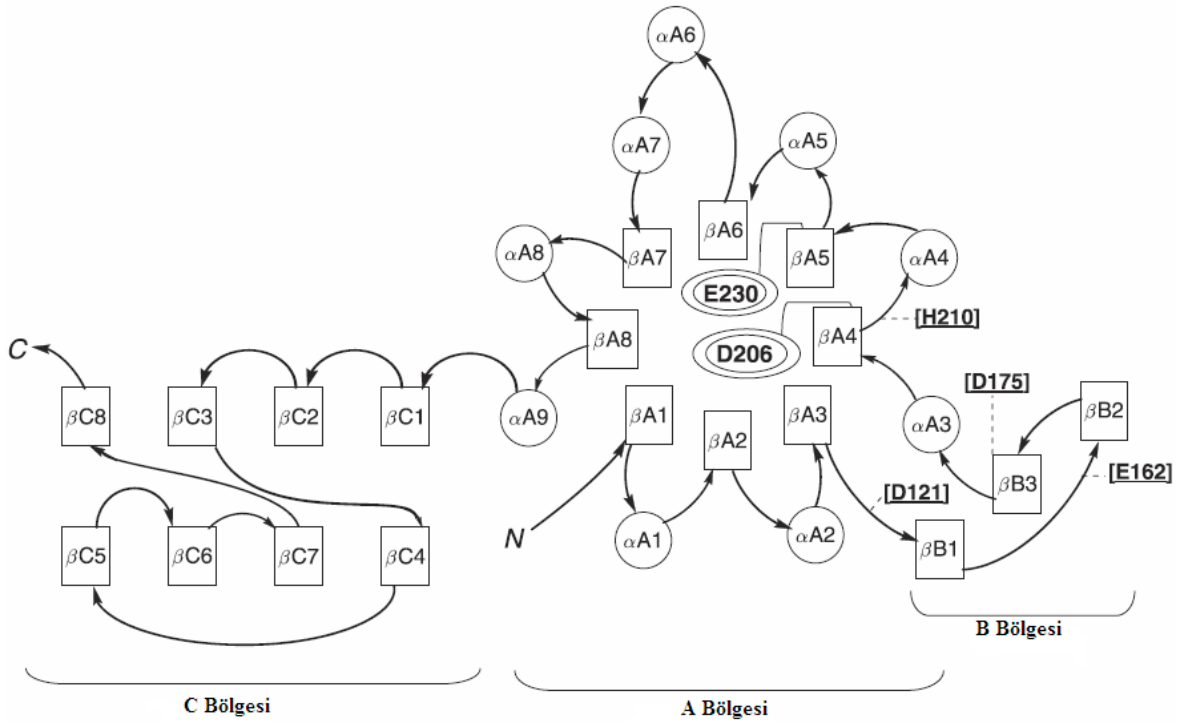 αA6
αA7
αA5
βA6
αA8
βA7
βA5
αA4
E230
[H210]
βA8
D206
βA4
C
[D175]
βC8
βC3
βC2
βC1
αA9
βA1
βA2
βA3
αA3
βB2
[E162]
βB3
[D121]
N
αA1
αA2
βB1
βC5
βC6
βC7
βC4
B Bölgesi
C Bölgesi
A Bölgesi